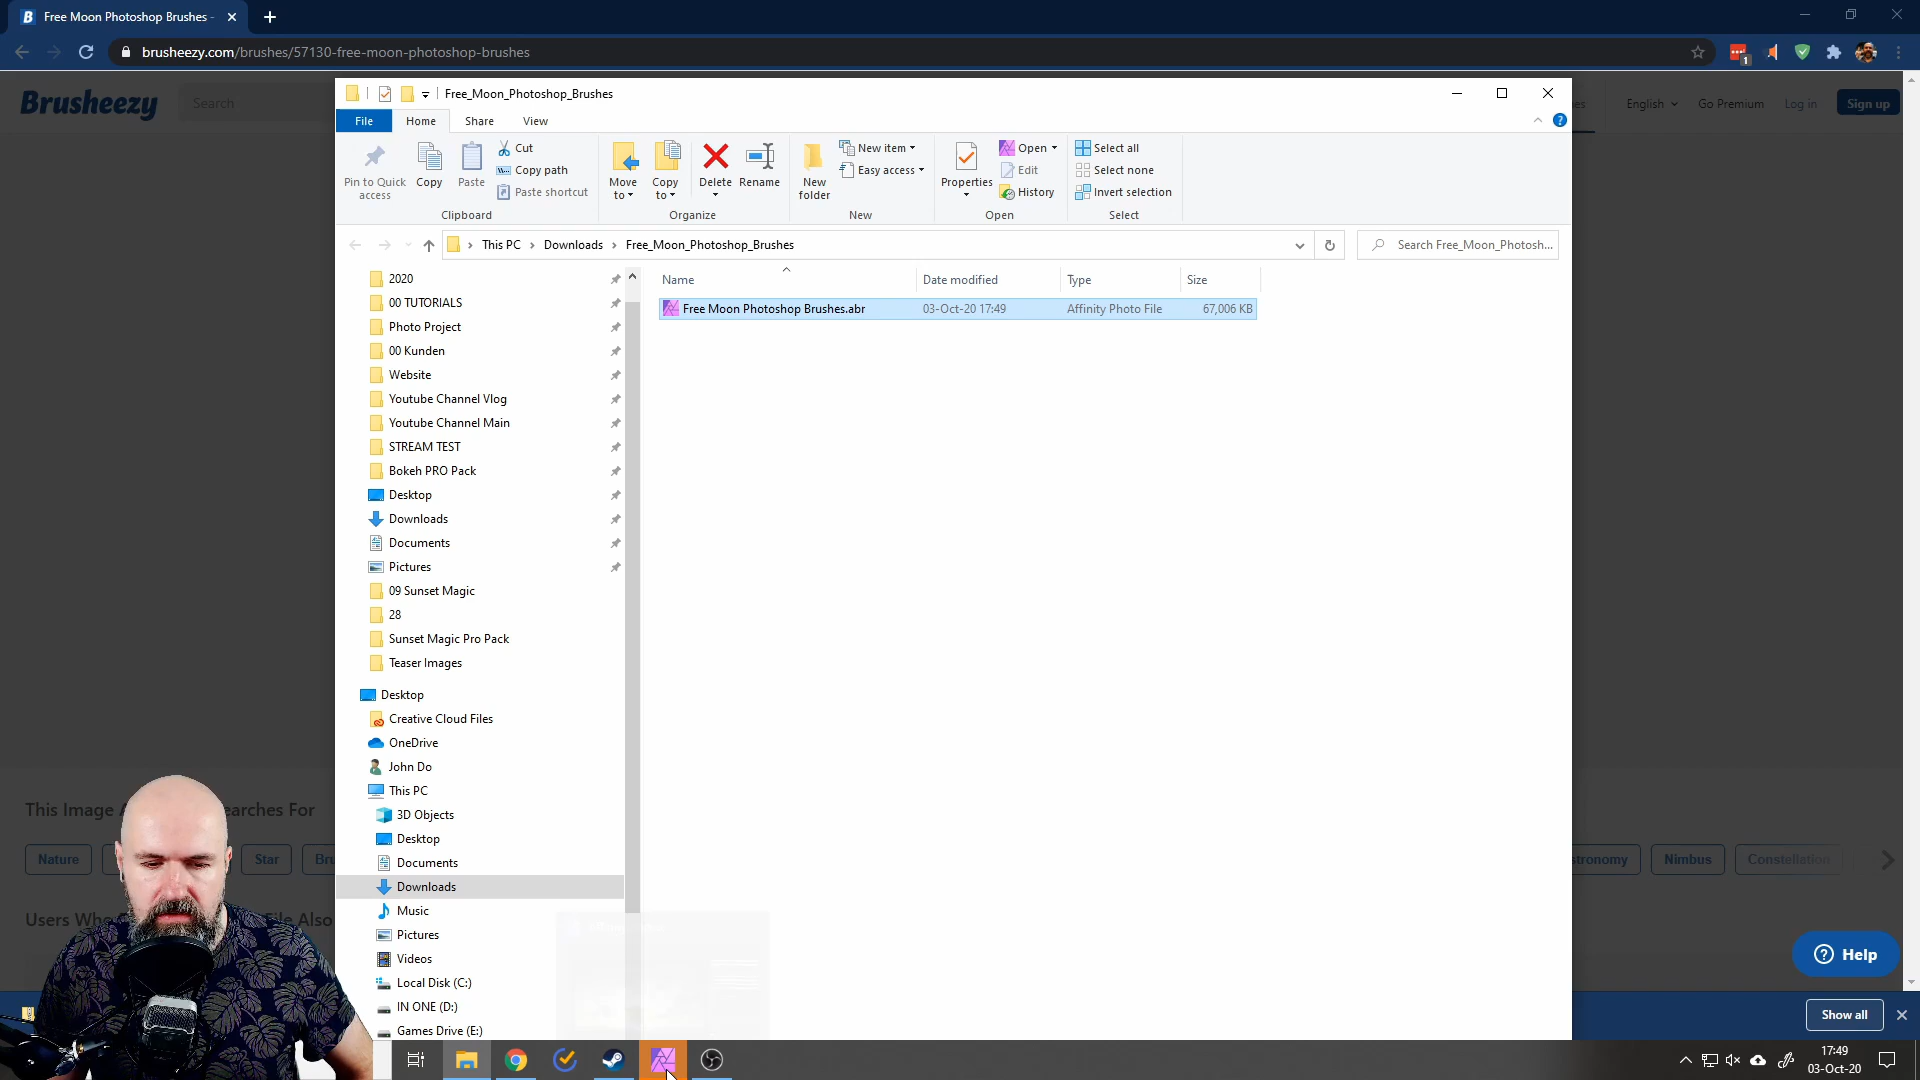 Free Moon Photoshop Brushes -
brusheezy.com/brushes/57130-free-moon-photoshop-brushes
1
Brusheezy
Search
English
Go Premium
Log in
Sign up
Free_Moon_Photoshop_Brushes
File
Home
Share
View
Pin to Quick access
Copy
Paste
Cut
Copy path
Paste shortcut
Clipboard
Move to
Copy to
Delete
Rename
Organize
New folder
New item
Easy access
New
Properties
Open
Edit
History
Open
Select all
Select none
Invert selection
Select
This PC > Downloads > Free_Moon_Photoshop_Brushes
Search Free_Moon_Photosh...
Name
Date modified
Type
Size
Free Moon Photoshop Brushes.abr
03-Oct-20 17:49
Affinity Photo File
67,006 KB
2020
00 TUTORIALS
Photo Project
00 Kunden
Website
Youtube Channel Vlog
Youtube Channel Main
STREAM TEST
Bokeh PRO Pack
Desktop
Downloads
Documents
Pictures
09 Sunset Magic
28
Sunset Magic Pro Pack
Teaser Images
Desktop
Creative Cloud Files
OneDrive
John Do
This PC
3D Objects
Desktop
Documents
Downloads
Music
Pictures
Videos
Local Disk (C:)
IN ONE (D:)
Games Drive (E:)
This Image A
earches For
Nature
Star
Bru
stronomy
Nimbus
Constellation
Users Who
File Also
Help
Show all
17:49
03-Oct-20